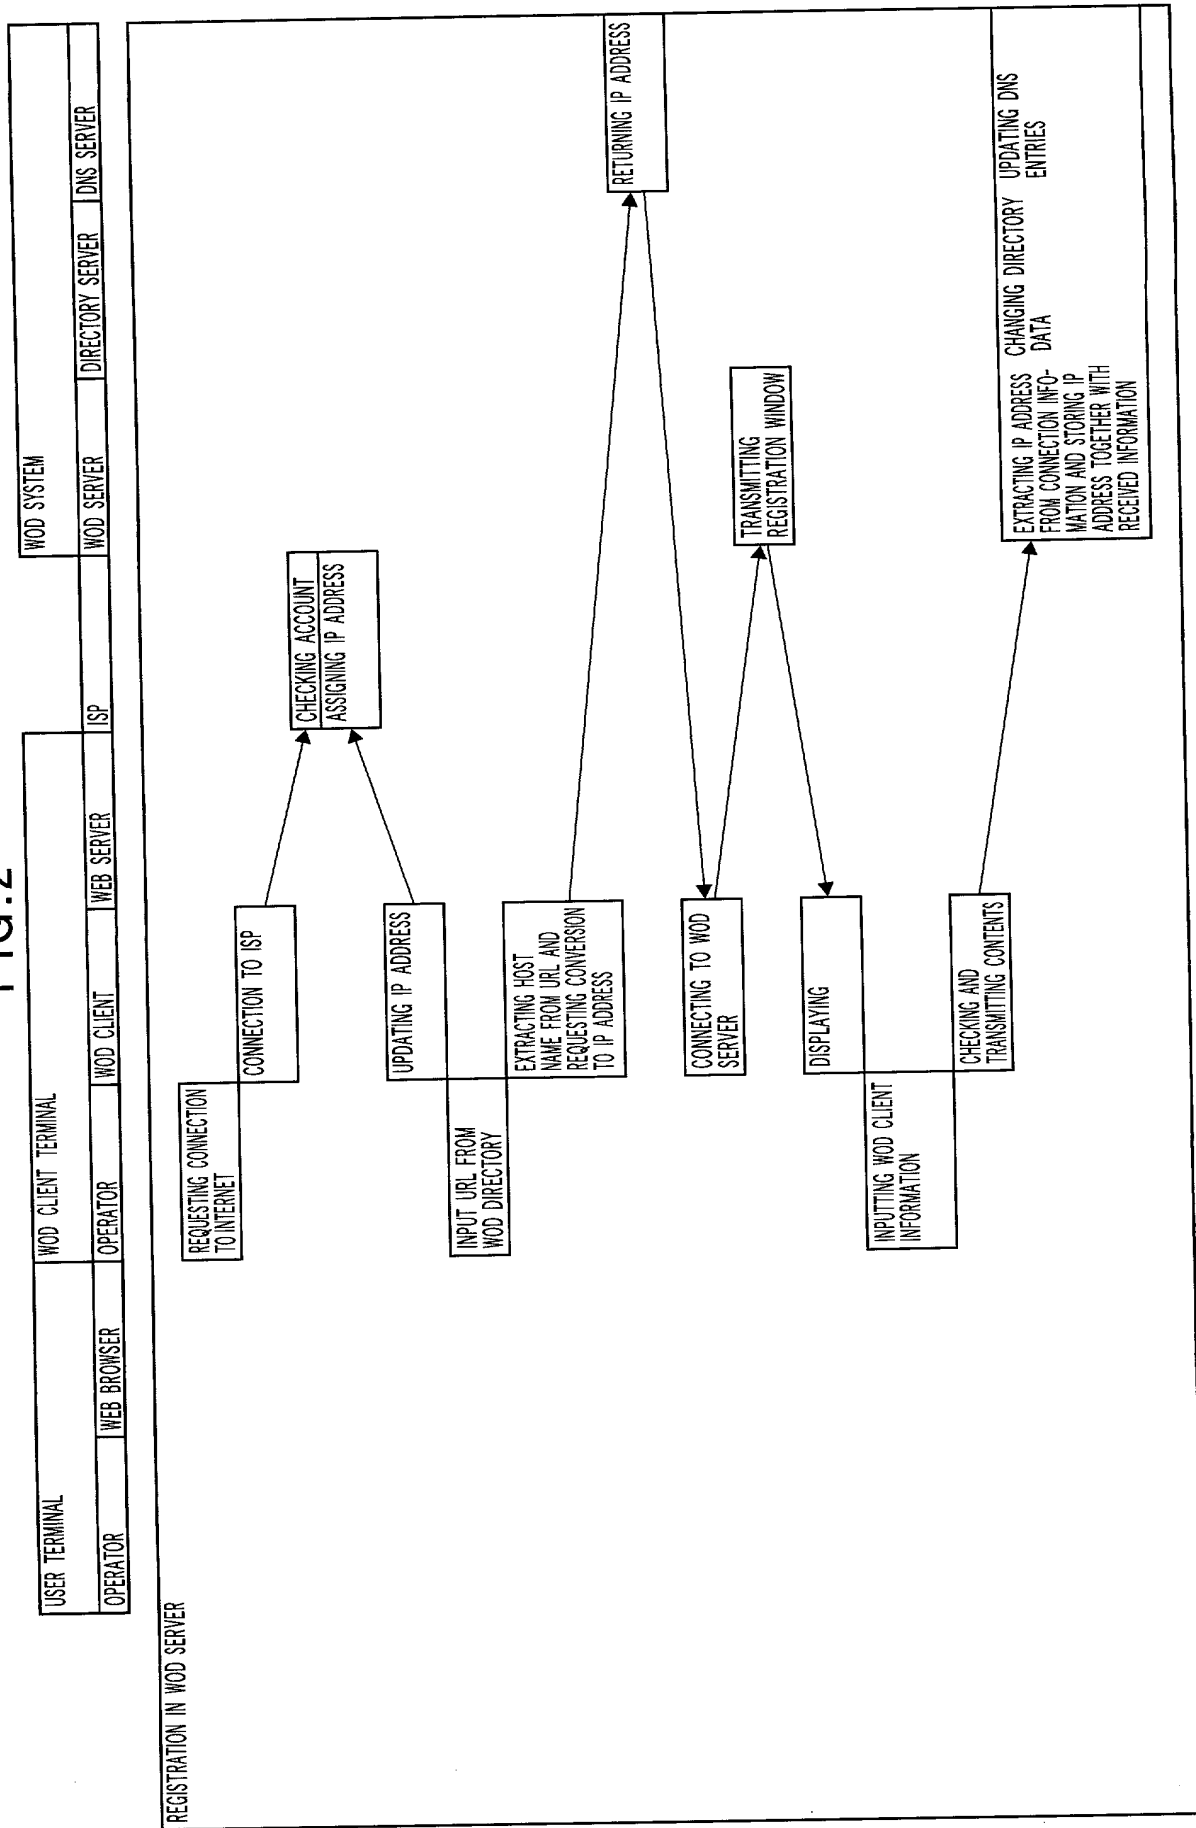 FIG.2
USER TERMINAL
WOD CLIENT TERMINAL
WOD SYSTEM
OPERATOR
WEB BROWSER
OPERATOR
WOD CLIENT
WEB SERVER
ISP
WOD SERVER
DIRECTORY SERVER
DNS SERVER
REGISTRATION IN WOD SERVER
REQUESTING CONNECTION
TO INTERNET
CONNECTION TO ISP
CHECKING ACCOUNT
ASSIGNING IP ADDRESS
UPDATING IP ADDRESS
INPUT URL FROM
WOD DIRECTORY
EXTRACTING HOST
NAME FROM URL AND
REQUESTING CONVERSION
TO IP ADDRESS
RETURNING IP ADDRESS
CONNECTING TO WOD
SERVER
TRANSMITTING
REGISTRATION WINDOW
DISPLAYING
INPUTTING WOD CLIENT
INFORMATION
CHECKING AND
TRANSMITTING CONTENTS
EXTRACTING IP ADDRESS
FROM CONNECTION INFO-
MATION AND STORING IP
ADDRESS TOGETHER WITH
RECEIVED INFORMATION
CHANGING DIRECTORY
DATA
UPDATING DNS
ENTRIES